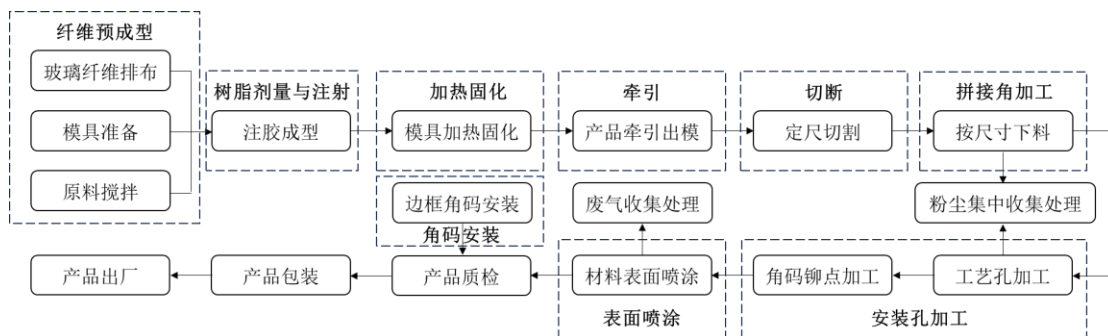 纤维预成型
玻璃纤维排布
模具准备
原料搅拌
树脂剂量与注射
注胶成型
加热固化
模具加热固化
牵引
产品牵引出模
切断
定尺切割
拼接角加工
按尺寸下料
边框角码安装
角码安装
废气收集处理
粉尘集中收集处理
产品出厂
产品包装
产品质检
材料表面喷涂
表面喷涂
角码铆点加工
工艺孔加工
安装孔加工